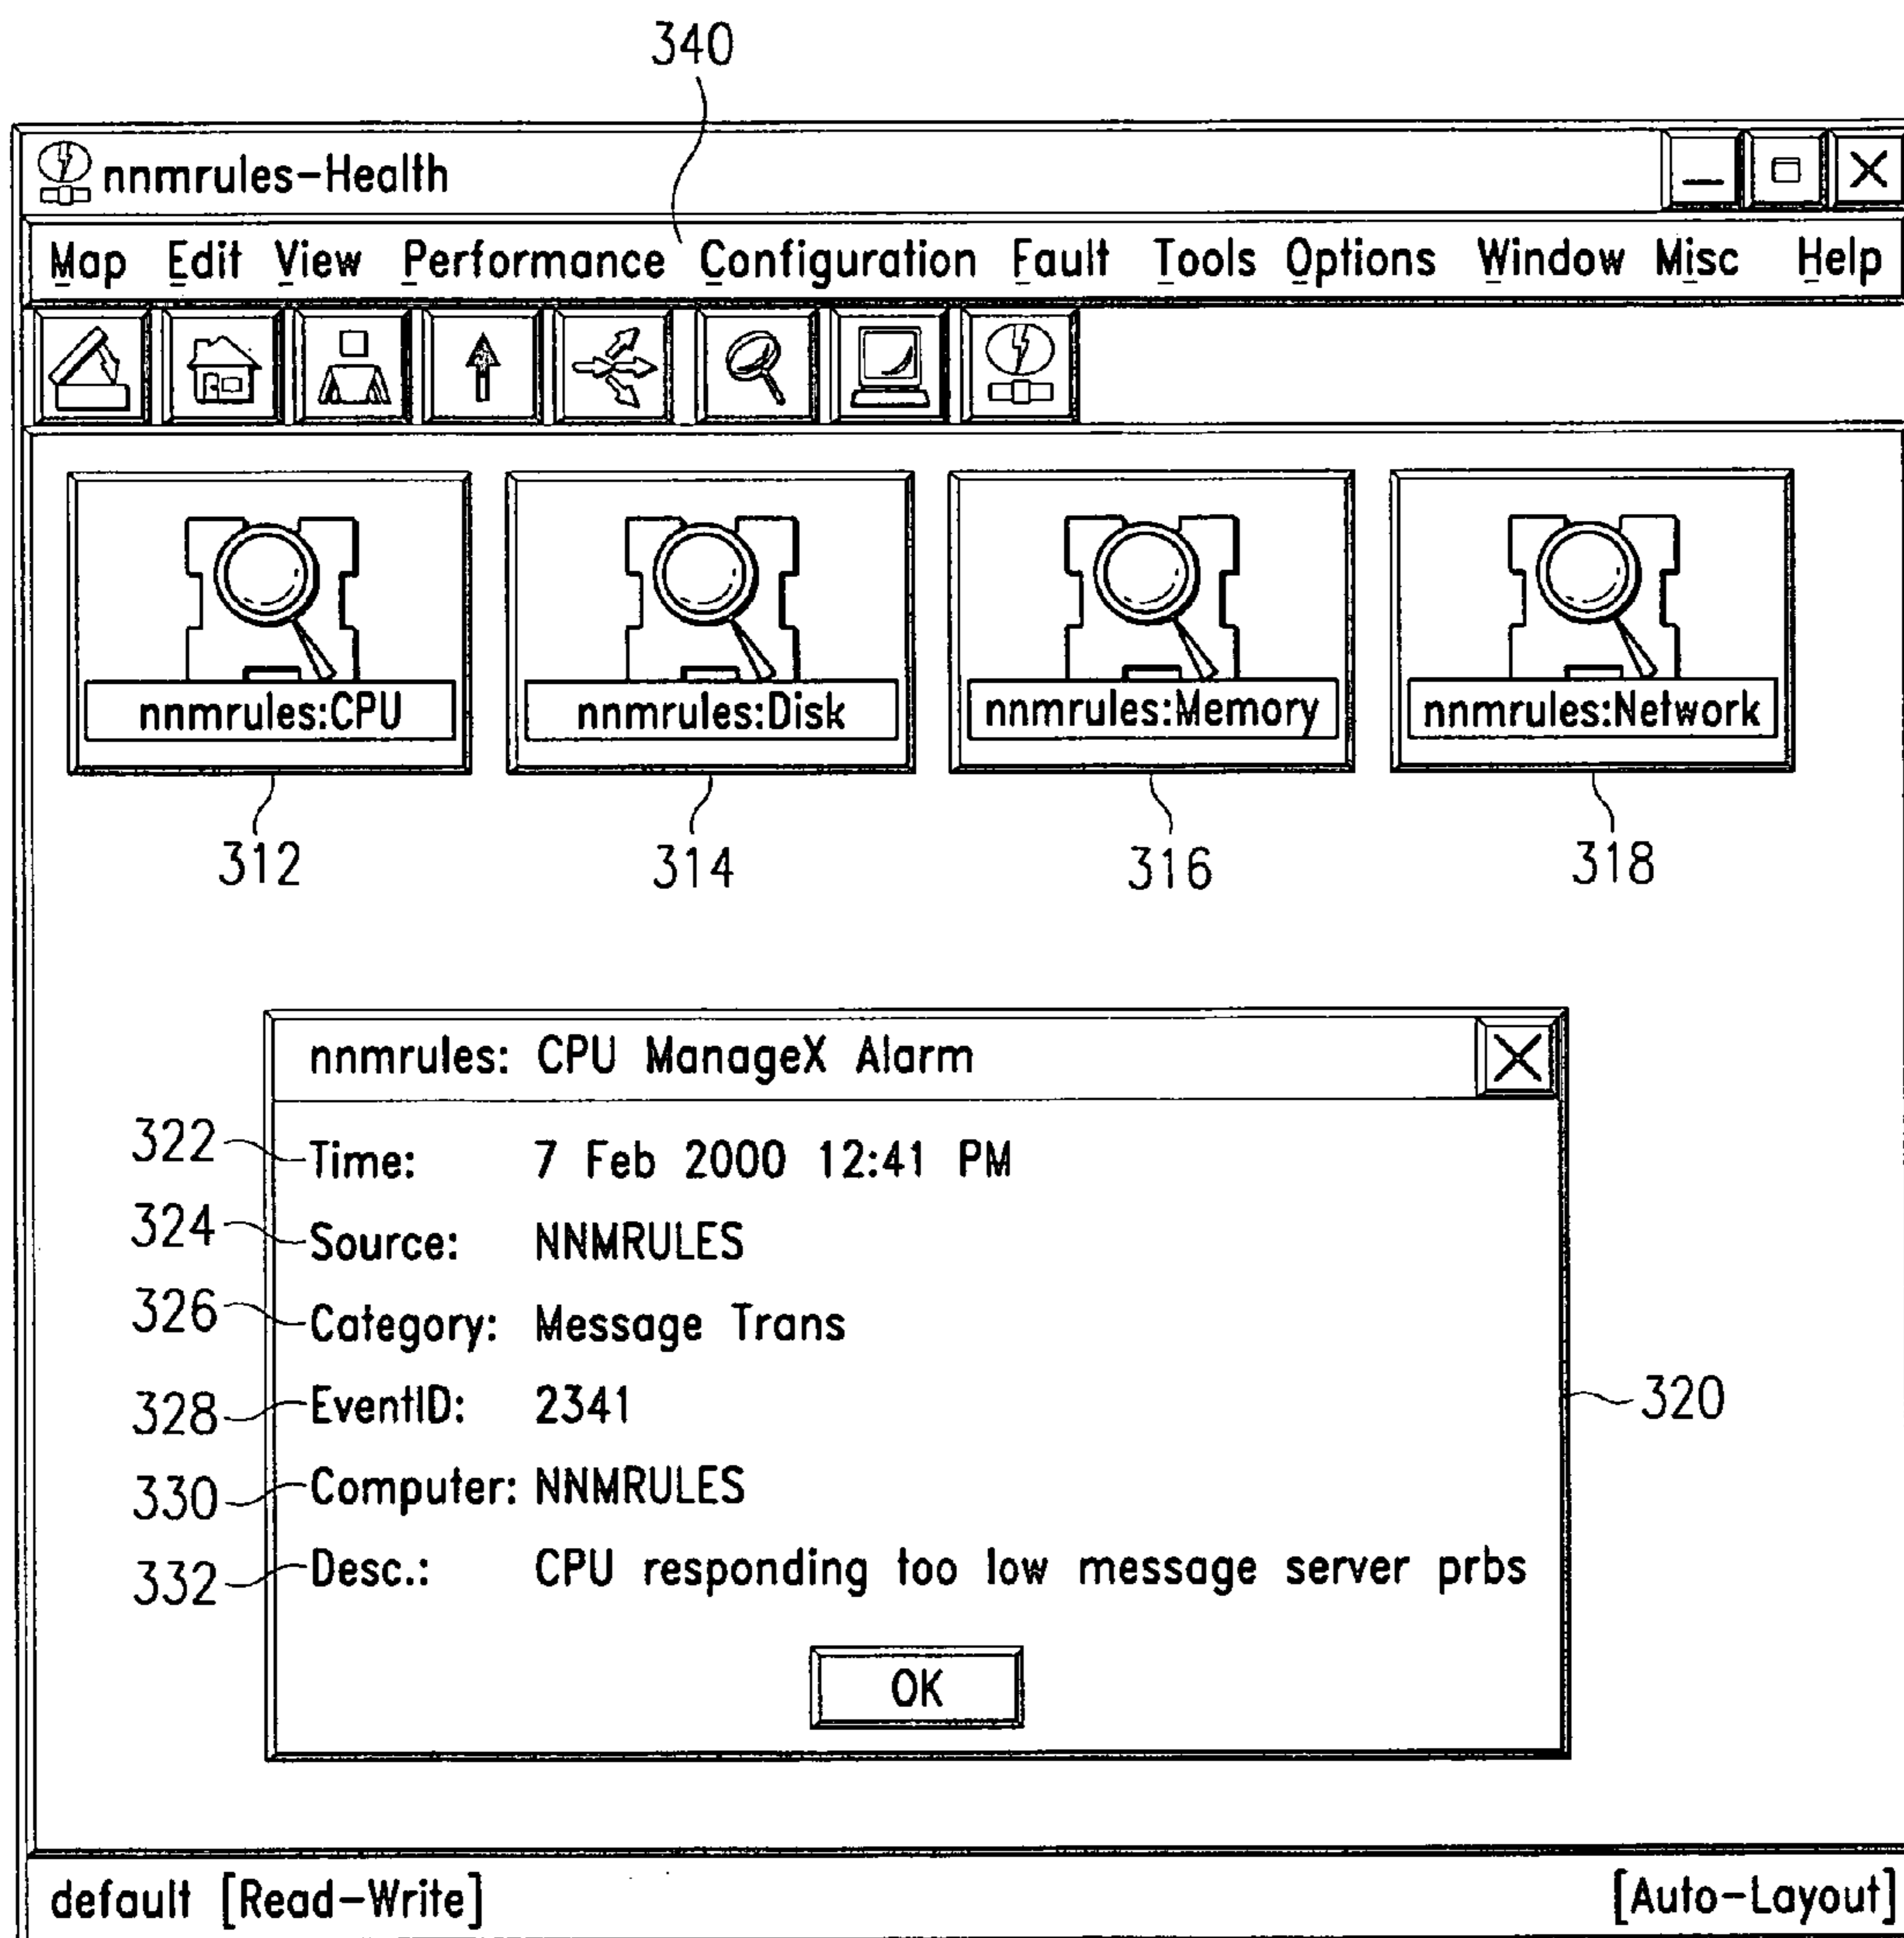 340
nnmrules-Health
Map Edit View Performance Configuration Fault Tools Options Window Misc Help
nnmrules:CPU nnmrules:Disk nnmrules:Memory nnmrules:Network
312 314 316 318
nnmrules: CPU ManageX Alarm
322 Time: 7 Feb 2000 12:41 PM
324 Source: NNMRULES
326 Category: Message Trans
328 EventID: 2341
320
330 Computer: NNMRULES
332 Desc.: CPU responding too low message server prbs
OK
default [Read-Write] [Auto-Layout]